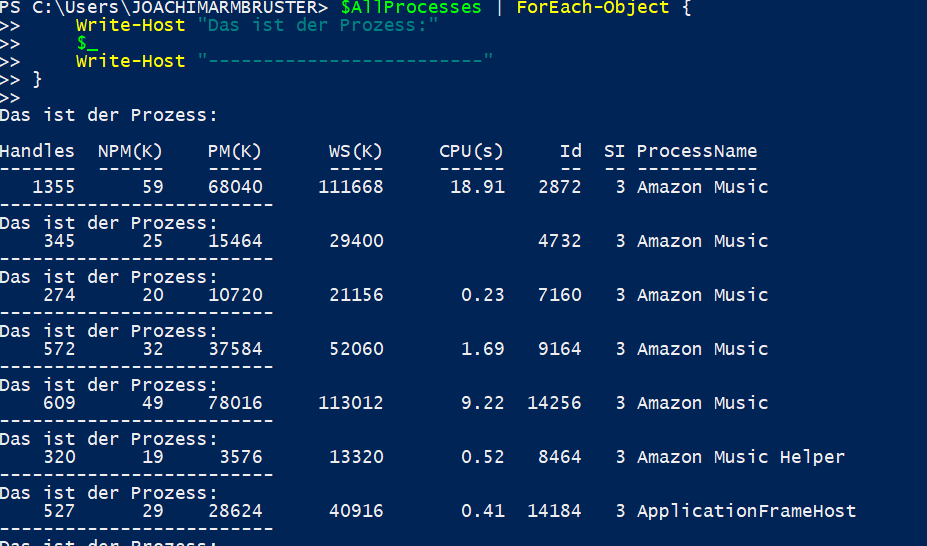 PS C:\Users\JOACHIMARMBRUSTER> $AllProcesses | ForEach-Object {
>>     Write-Host "Das ist der Prozess:"
>>     $_
>>     Write-Host "-------------------------"
>> }
>>
Das ist der Prozess:
Handles  NPM(K)    PM(K)      WS(K)     CPU(s)     Id  SI ProcessName
-------  ------    -----      -----     ------     --  -- -----------
   1355      59    68040     111668      18.91   2872   3 Amazon Music
-------------------------
Das ist der Prozess:
    345      25    15464      29400              4732   3 Amazon Music
-------------------------
Das ist der Prozess:
    274      20    10720      21156       0.23   7160   3 Amazon Music
-------------------------
Das ist der Prozess:
    572      32    37584      52060       1.69   9164   3 Amazon Music
-------------------------
Das ist der Prozess:
    609      49    78016     113012       9.22  14256   3 Amazon Music
-------------------------
Das ist der Prozess:
    320      19     3576      13320       0.52   8464   3 Amazon Music Helper
-------------------------
Das ist der Prozess:
    527      29    28624      40916       0.41  14184   3 ApplicationFrameHost
-------------------------
Das ist der Prozess: